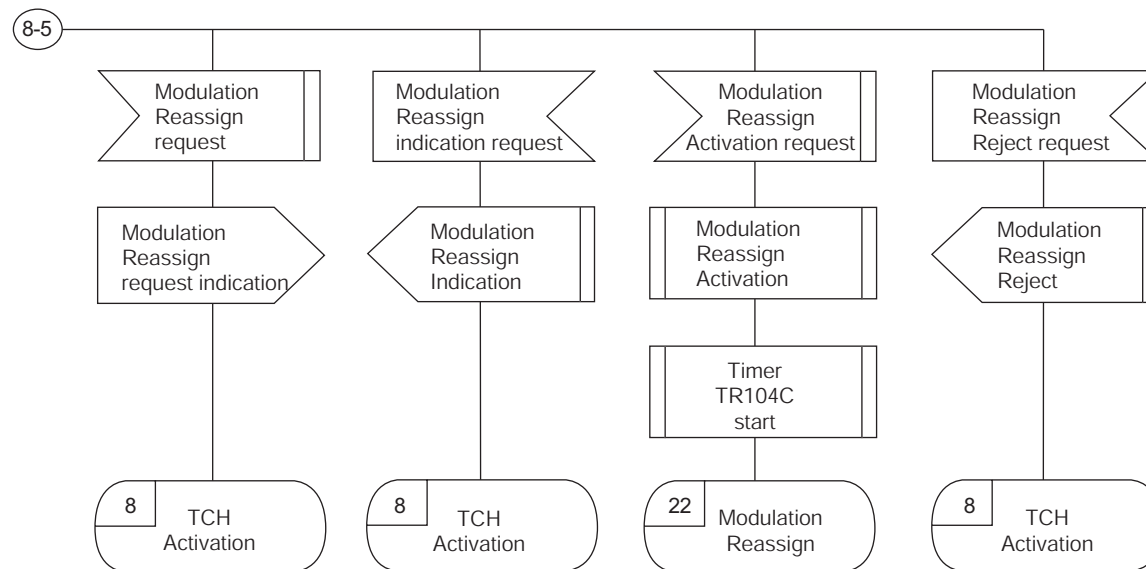 8-5
Modulation
Reassign
request
Modulation
Reassign
indication request
Modulation
Reassign
Activation request
Modulation
Reassign
Reject request
Modulation
Reassign
request indication
Modulation
Reassign
Indication
Modulation
Reassign
Activation
Modulation
Reassign
Reject
Timer
TR104C
start
8
TCH
Activation
8
TCH
Activation
22
Modulation
Reassign
8
TCH
Activation